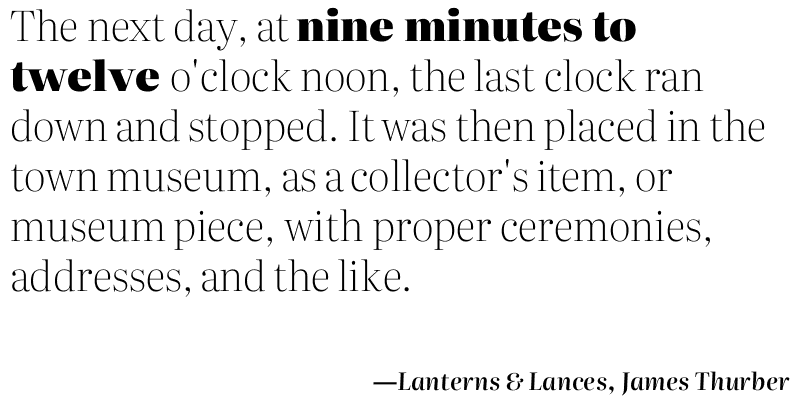 The next day, at nine minutes to
twelve o'clock noon, the last clock ran
down and stopped. It was then placed in the
town museum, as a collector's item, or
museum piece, with proper ceremonies,
addresses, and the like.
—Lanterns & Lances, James Thurber